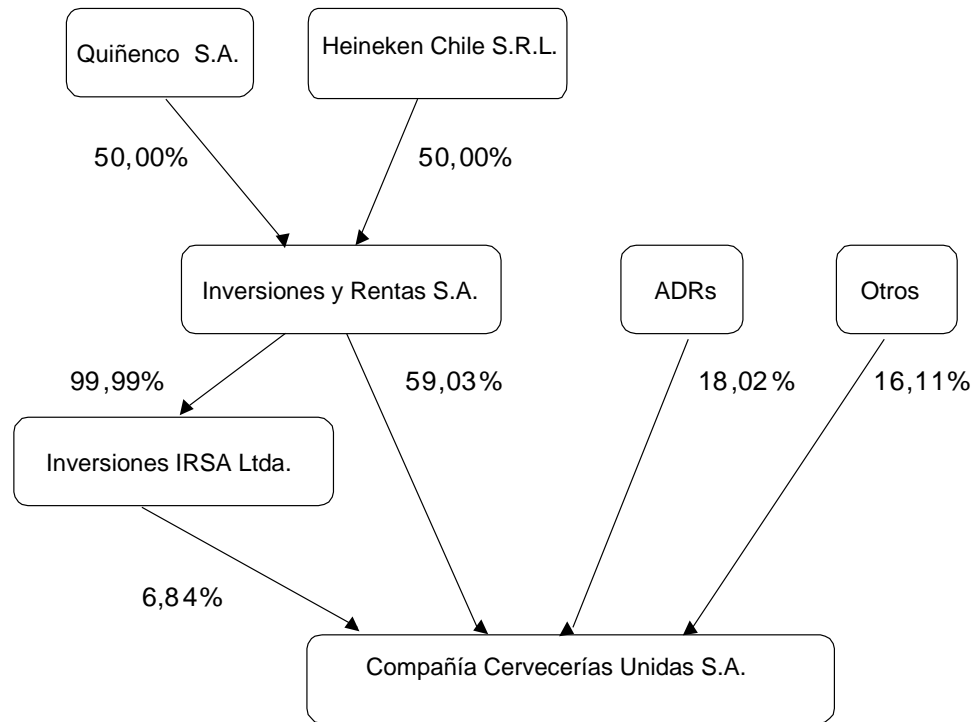 Quiñenco S.A.
Heineken Chile S.R.L.
50,00%
50,00%
Inversiones y Rentas S.A.
ADRs
Otros
99,99%
59,03%
18,02%
16,11%
Inversiones IRSA Ltda.
6,84%
Compañía Cervecerías Unidas S.A.